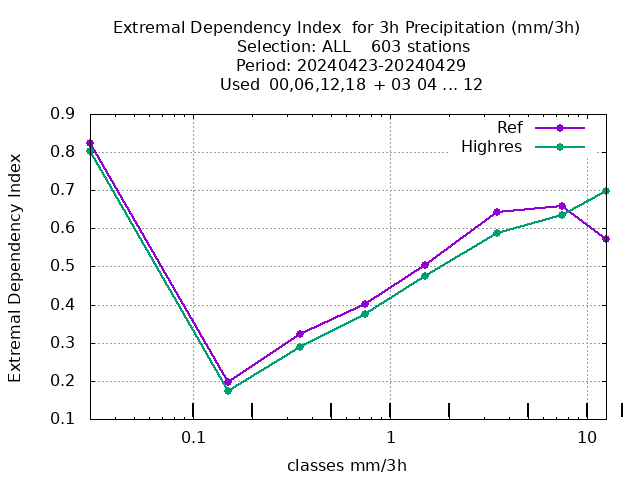 Extremal Dependency Index  for 3h Precipitation (mm/3h)
Selection: ALL    603 stations
Period: 20240423-20240429
Used  00,06,12,18  + 03 04 ... 12
Ref
Highres
0.9
0.8
0.7
0.6
0.5
0.4
0.3
0.2
0.1
Extremal Dependency Index
0.1 1 10
classes mm/3h